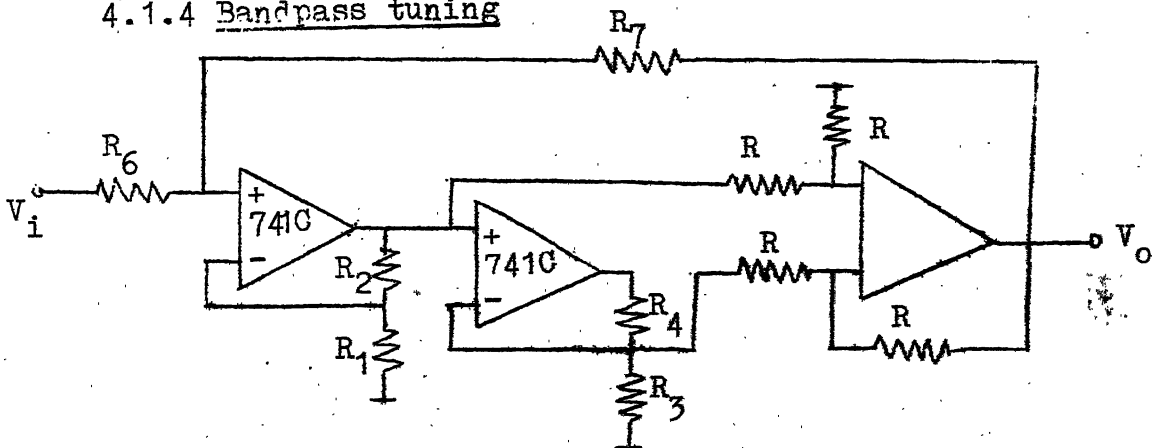 4.1.4 Bandpass tuning
R7
R
R6
R
+
741C
-
Vi
R2
R1
+
741C
-
R4
R3
R
Vo
R